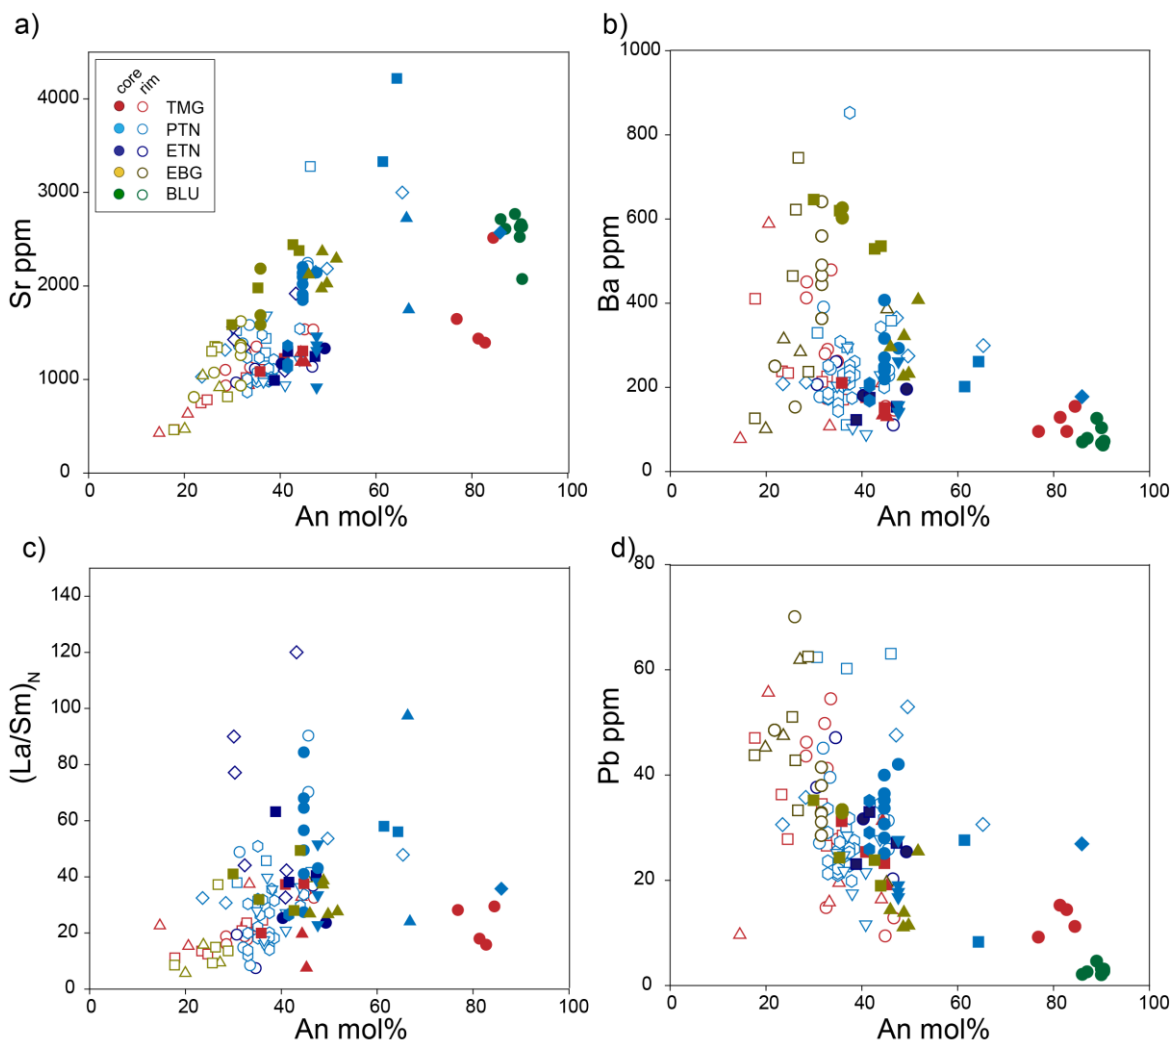 a)
Sr ppm
4000
3000
2000
1000
0
core
rim
TMG
PTN
ETN
EBG
BLU
0 20 40 60 80 100
An mol%
b)
Ba ppm
1000
800
600
400
200
0
0 20 40 60 80 100
An mol%
c)
(La/Sm)N
140
120
100
80
60
40
20
0
0 20 40 60 80 100
An mol%
d)
Pb ppm
80
60
40
20
0
0 20 40 60 80 100
An mol%